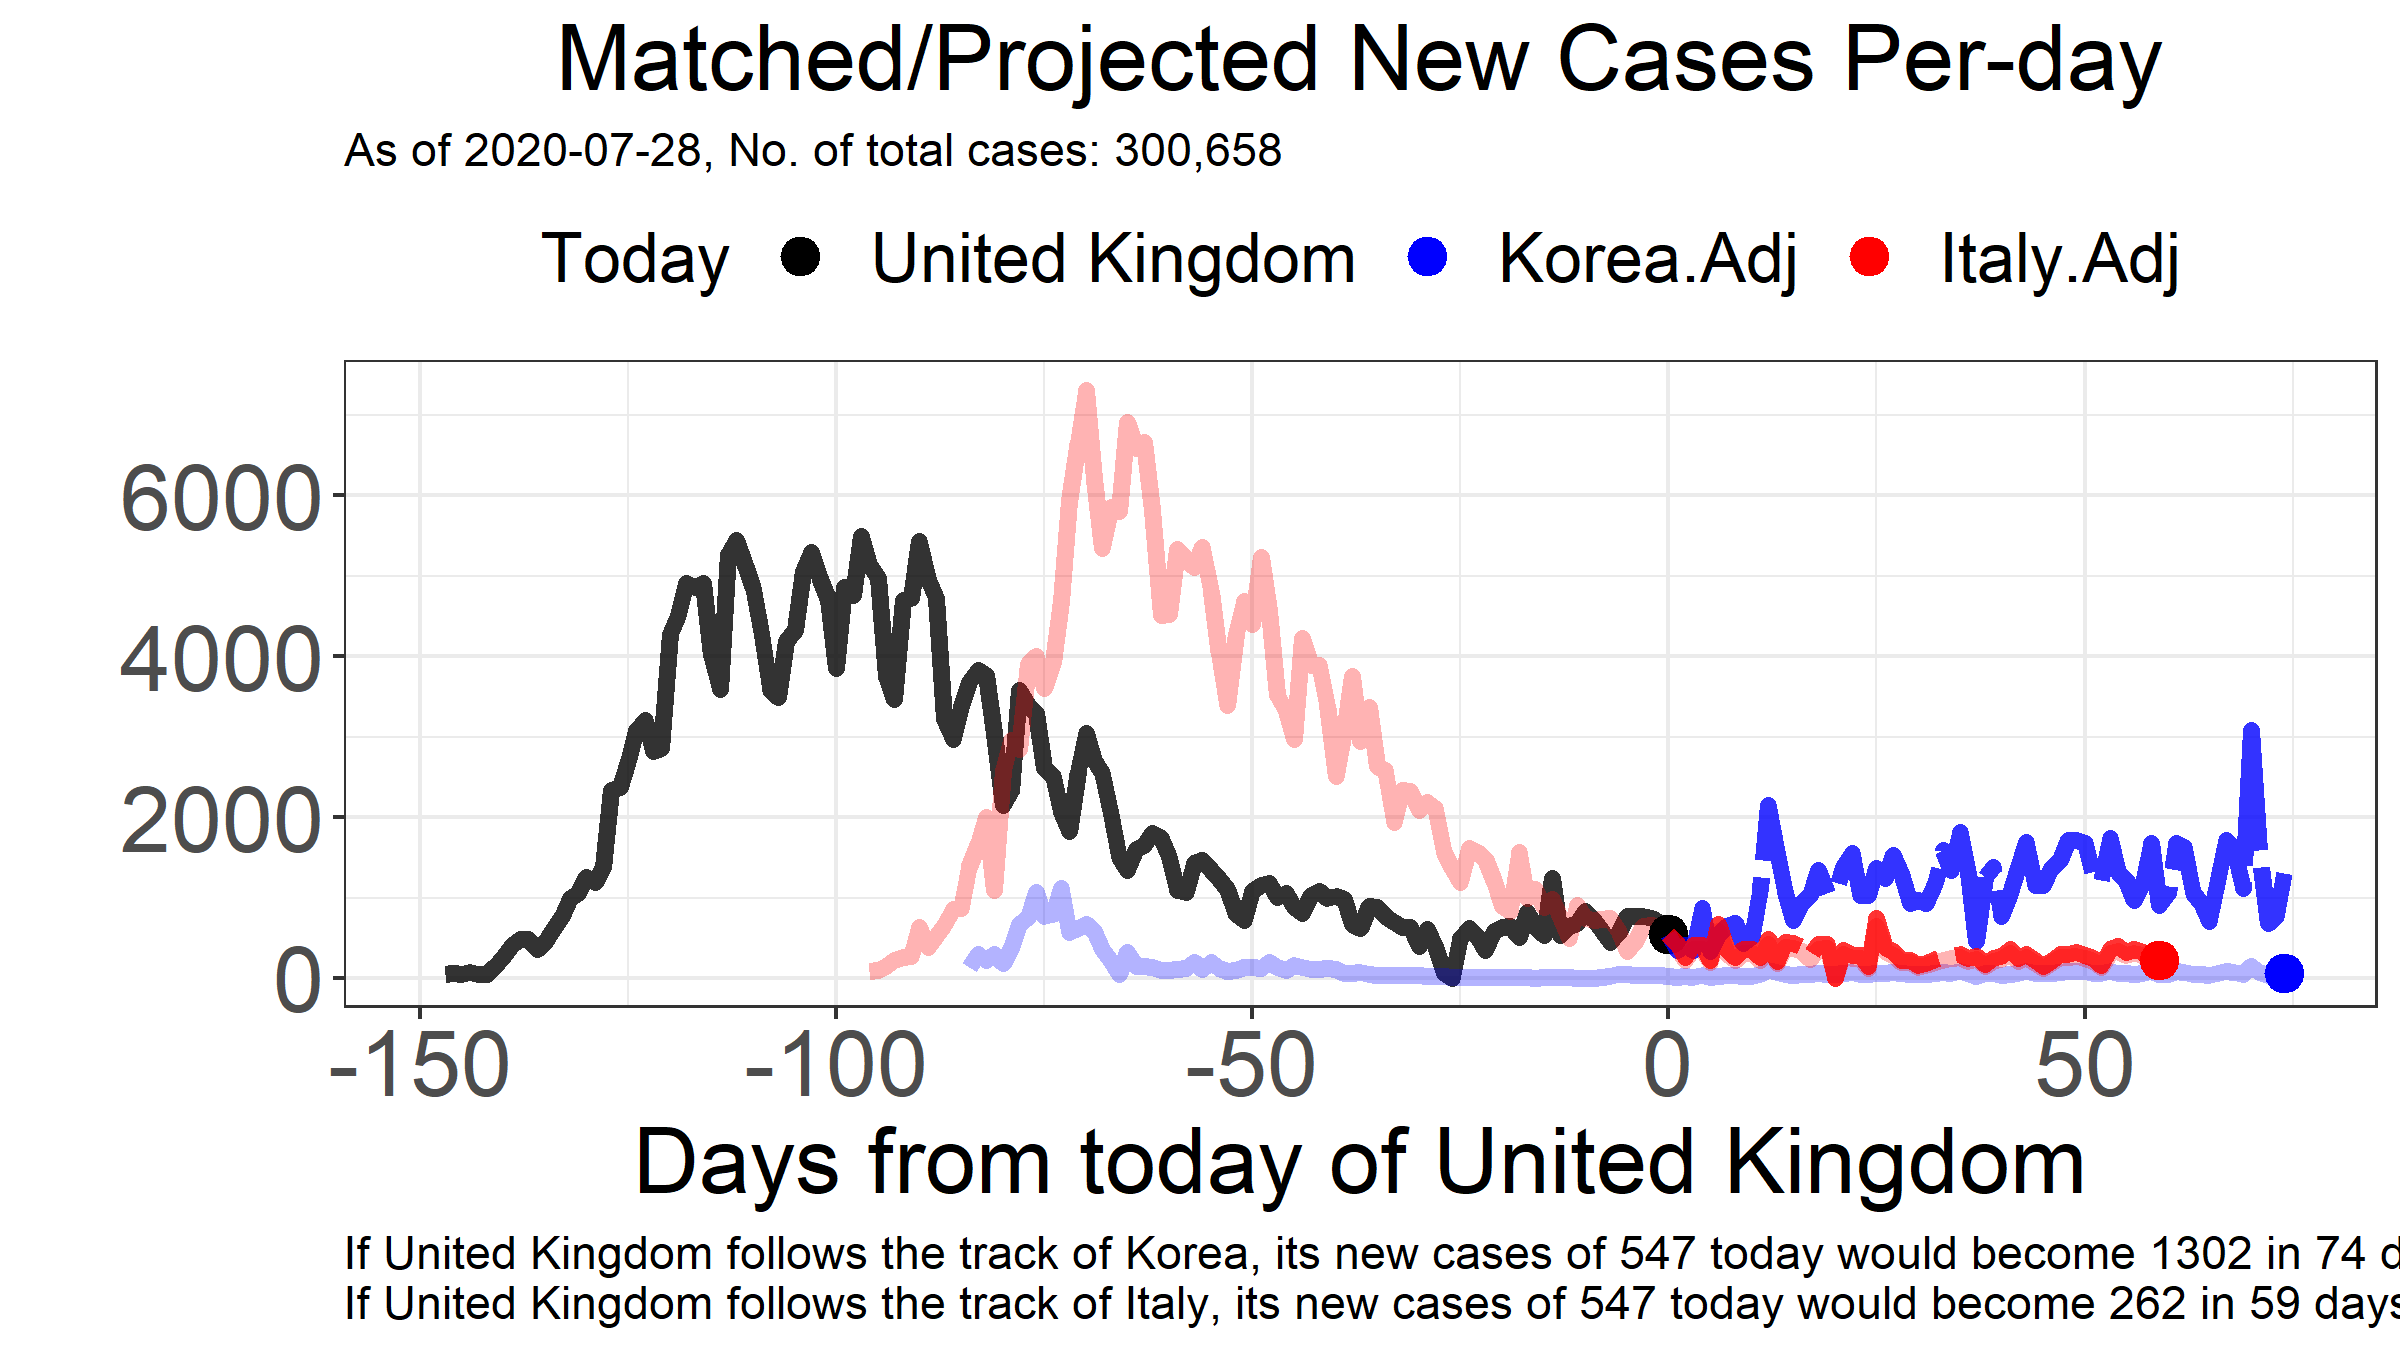 Matched/Projected New Cases Per-day
As of 2020-07-28, No. of total cases: 300,658
Today United Kingdom Korea.Adj Italy.Adj
6000
4000
2000
0
-150 -100 -50 0 50
Days from today of United Kingdom
If United Kingdom follows the track of Korea, its new cases of 547 today would become 1302 in 74
If United Kingdom follows the track of Italy, its new cases of 547 today would become 262 in 59 days